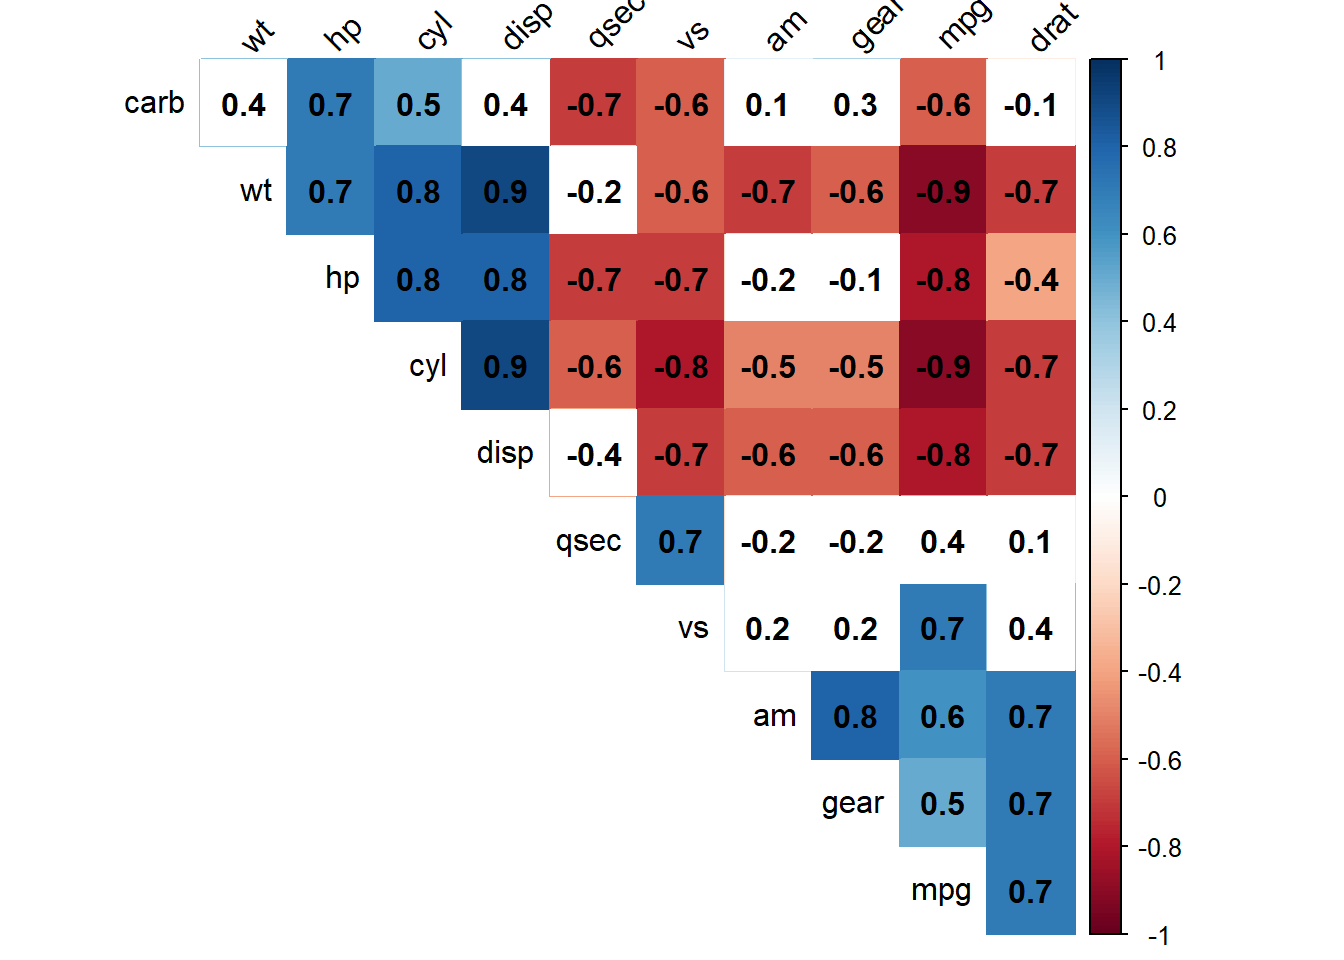 wt hp cyl disp qsec vs am gear mpg drat
carb 0.4 0.7 0.5 0.4 -0.7 -0.6 0.1 0.3 -0.6 -0.1
wt 0.7 0.8 0.9 -0.2 -0.6 -0.7 -0.6 -0.9 -0.7
hp 0.8 0.8 -0.7 -0.7 -0.2 -0.1 -0.8 -0.4
cyl 0.9 -0.6 -0.8 -0.5 -0.5 -0.9 -0.7
disp -0.4 -0.7 -0.6 -0.6 -0.8 -0.7
qsec 0.7 -0.2 -0.2 0.4 0.1
vs 0.2 0.2 0.7 0.4
am 0.8 0.6 0.7
gear 0.5 0.7
mpg 0.7
1
0.8
0.6
0.4
0.2
0
-0.2
-0.4
-0.6
-0.8
-1